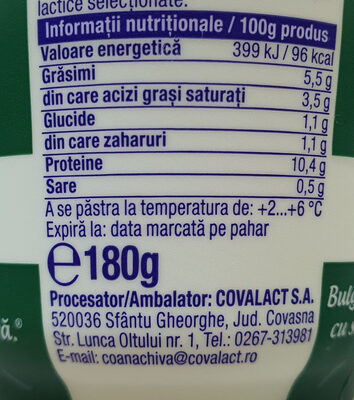 lactice selecționate.
Informații nutriționale / 100g produs
Valoare energetică 399 kJ / 96 kcal
Grăsimi 5,5 g
din care acizi grași saturați 3,5 g
Glucide 1,1 g
din care zaharuri 1,1 g
Proteine 10,4 g
Sare 0,5 g
A se păstra la temperatura de: +2...+6 °C
Expiră la: data marcată pe pahar
℮180g
Procesator/Ambalator: COVALACT S.A.
520036 Sfântu Gheorghe, Jud. Covasna
Str. Lunca Oltului nr. 1, Tel: 0267-313981
E-mail: coanachiva@covalact.ro